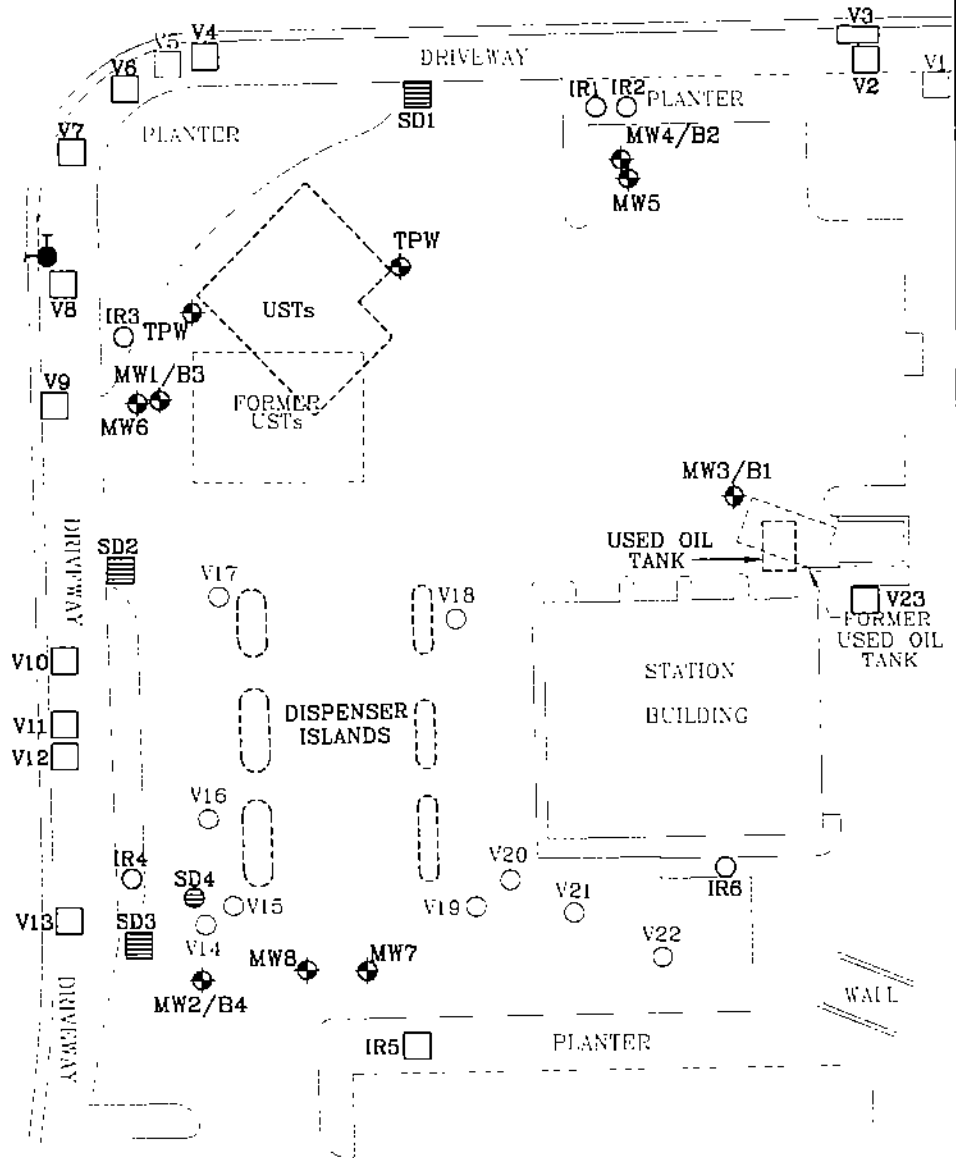 V3
V4
V5
DRIVEWAY
V1
V6
V2
IR1 IR2
PLANTER
SD1
V7
PLANTER
MW4/B2
MW5
TPW
USTs
V8
IR3
TPW
MW1/B3
V9
FORMER
USTs
MW6
MW3/B1
DRIVEWAY
SD2
USED OIL
TANK
V17
V18
V23
FORMER
USED OIL
TANK
V10
STATION
BUILDING
DISPENSER
ISLANDS
V11
V12
V16
IR4
V20
IR6
SD4
V15
V19
V21
V13
SD3
V14
V22
MW8
MW7
MW2/B4
WALL
DRIVEWAY
IR5
PLANTER